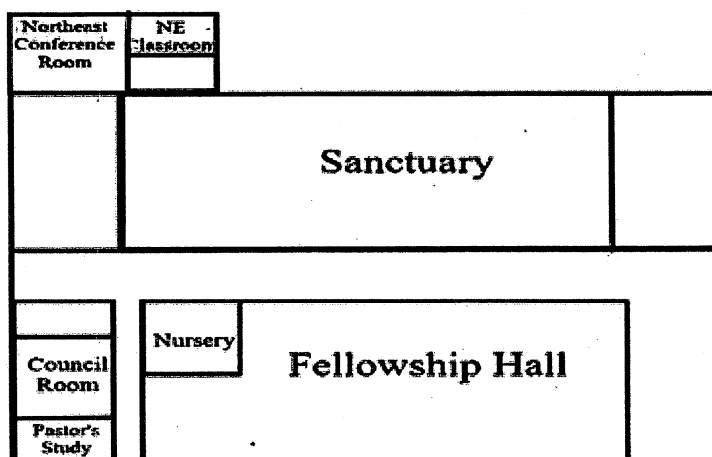 Northeast
Conference
Room
NE
Classroom
Sanctuary
Nursery
Council
Room
Fellowship Hall
Pastor's
Study